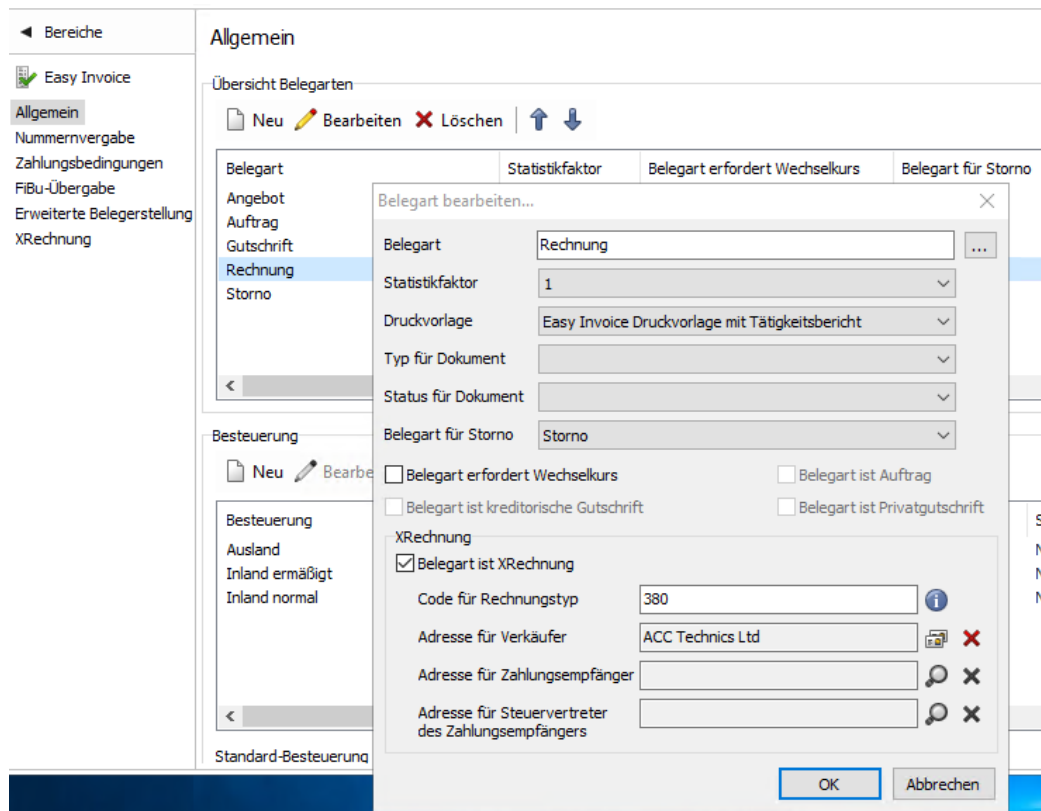 Bereiche
Allgemein
Easy Invoice
Allgemein
Nummernvergabe
Zahlungsbedingungen
FiBu-Übergabe
Erweiterte Belegerstellung
XRechnung
Übersicht Belegarten
Neu Bearbeiten Löschen
Belegart Statistikfaktor Belegart erfordert Wechselkurs Belegart für Storno
Angebot
Auftrag
Gutschrift
Rechnung
Storno
Besteuerung
Neu Bearbe
Besteuerung S
Ausland N
Inland ermäßigt N
Inland normal N
Standard-Besteuerung
Belegart bearbeiten...
Belegart Rechnung ...
Statistikfaktor 1
Druckvorlage Easy Invoice Druckvorlage mit Tätigkeitsbericht
Typ für Dokument
Status für Dokument
Belegart für Storno Storno
Belegart erfordert Wechselkurs Belegart ist Auftrag
Belegart ist kreditorische Gutschrift Belegart ist Privatgutschrift
XRechnung
Belegart ist XRechnung
Code für Rechnungstyp 380
Adresse für Verkäufer ACC Technics Ltd
Adresse für Zahlungsempfänger
Adresse für Steuervertreter
des Zahlungsempfängers
OK Abbrechen